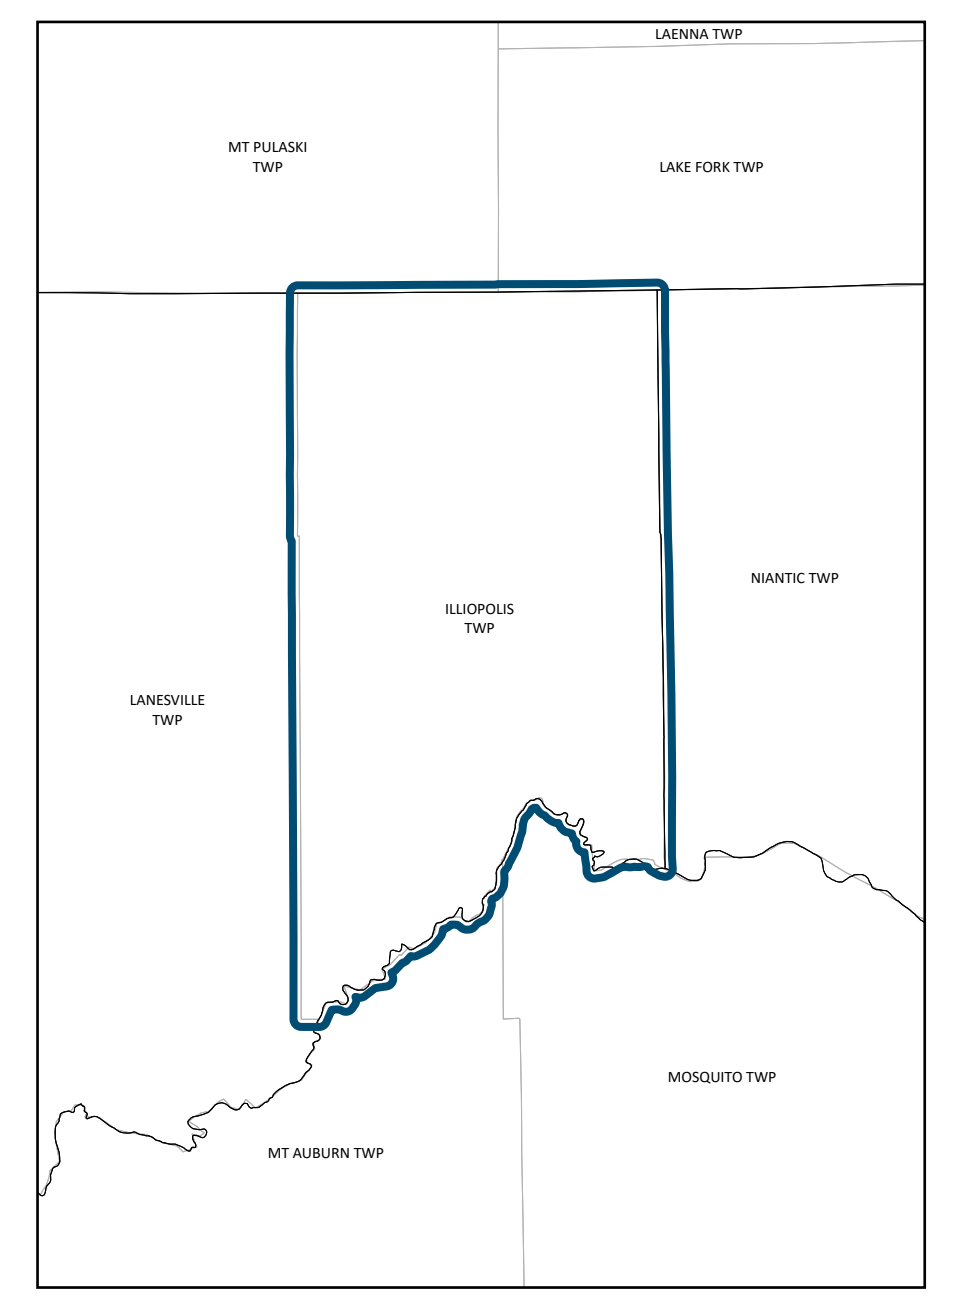 LAENNA TWP
MT PULASKI
TWP
LAKE FORK TWP
NIANTIC TWP
ILLIOPOLIS
TWP
LANESVILLE
TWP
MOSQUITO TWP
MT AUBURN TWP